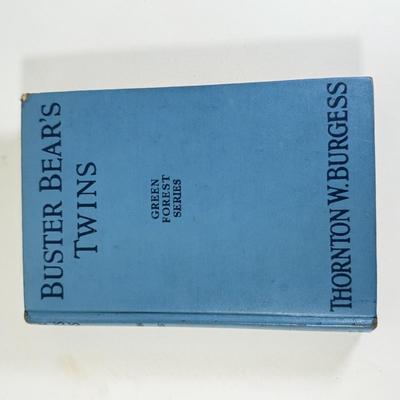 BUSTER BEAR'S
TWINS
GREEN
FOREST
SERIES
THORNTON W. BURGESS